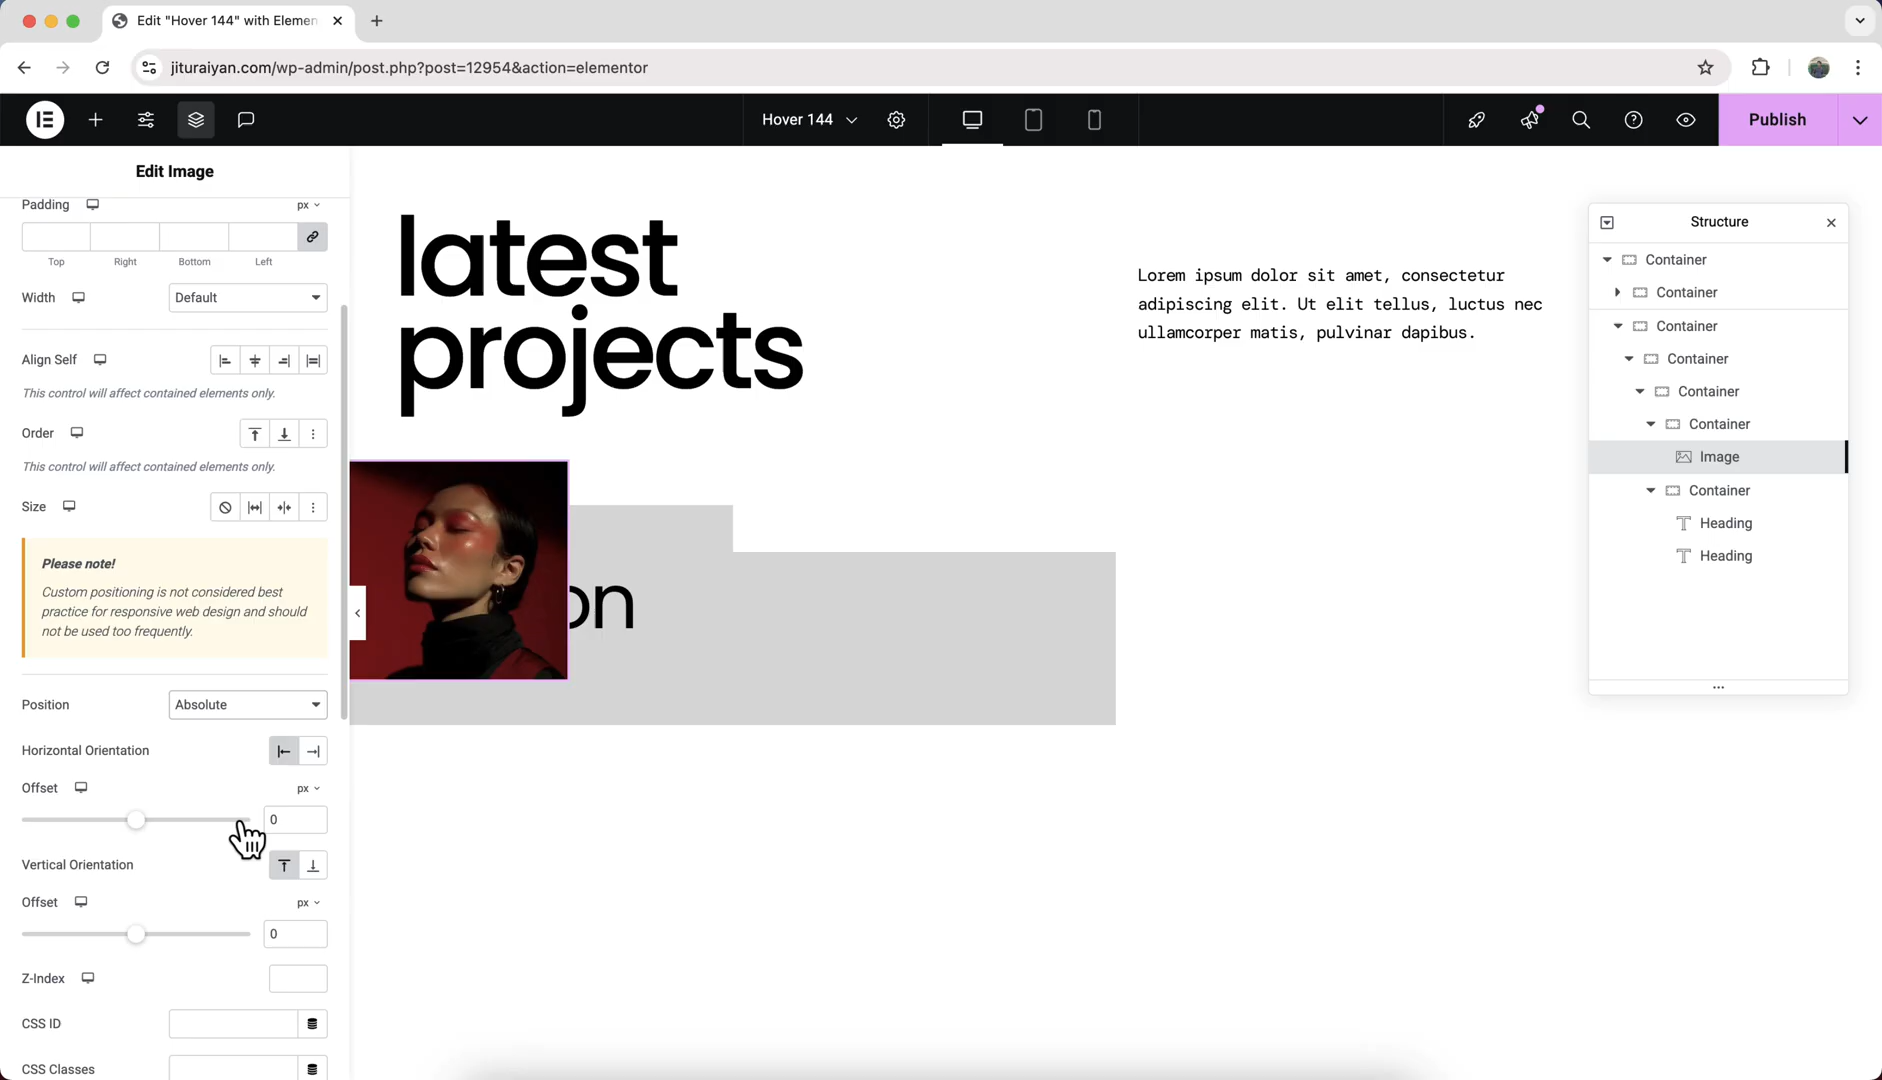 Edit "Hover 144" with Elemen
jituraiyan.com/wp-admin/post.php?post=12954&action=elementor
Hover 144
Publish
Edit Image
Padding
px
Top Right Bottom Left
Width
Default
Align Self
This control will affect contained elements only.
Order
This control will affect contained elements only.
Size
Please note!
Custom positioning is not considered best
practice for responsive web design and should
not be used too frequently.
Position
Absolute
Horizontal Orientation
Offset
px
0
Vertical Orientation
Offset
px
0
Z-Index
CSS ID
CSS Classes
latest
projects
Lorem ipsum dolor sit amet, consectetur
adipiscing elit. Ut elit tellus, luctus nec
ullamcorper matis, pulvinar dapibus.
on
Structure
Container
Container
Container
Container
Container
Container
Image
Container
Heading
Heading